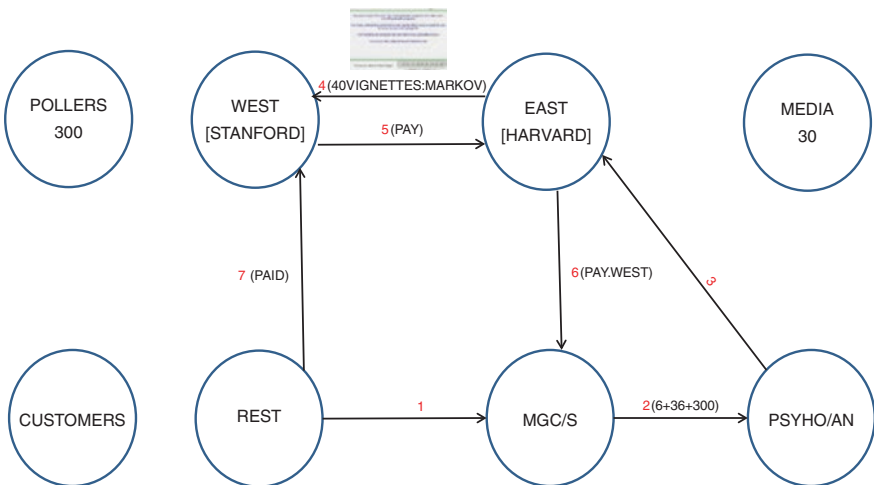 4(40VIGNETTES:MARKOV)
POLLERS
300
WEST
[STANFORD]
EAST
[HARVARD]
MEDIA
30
5(PAY)
7 (PAID)
6(PAY.WEST)
3
CUSTOMERS
REST
1
MGC/S
2(6+36+300)
PSYHO/AN